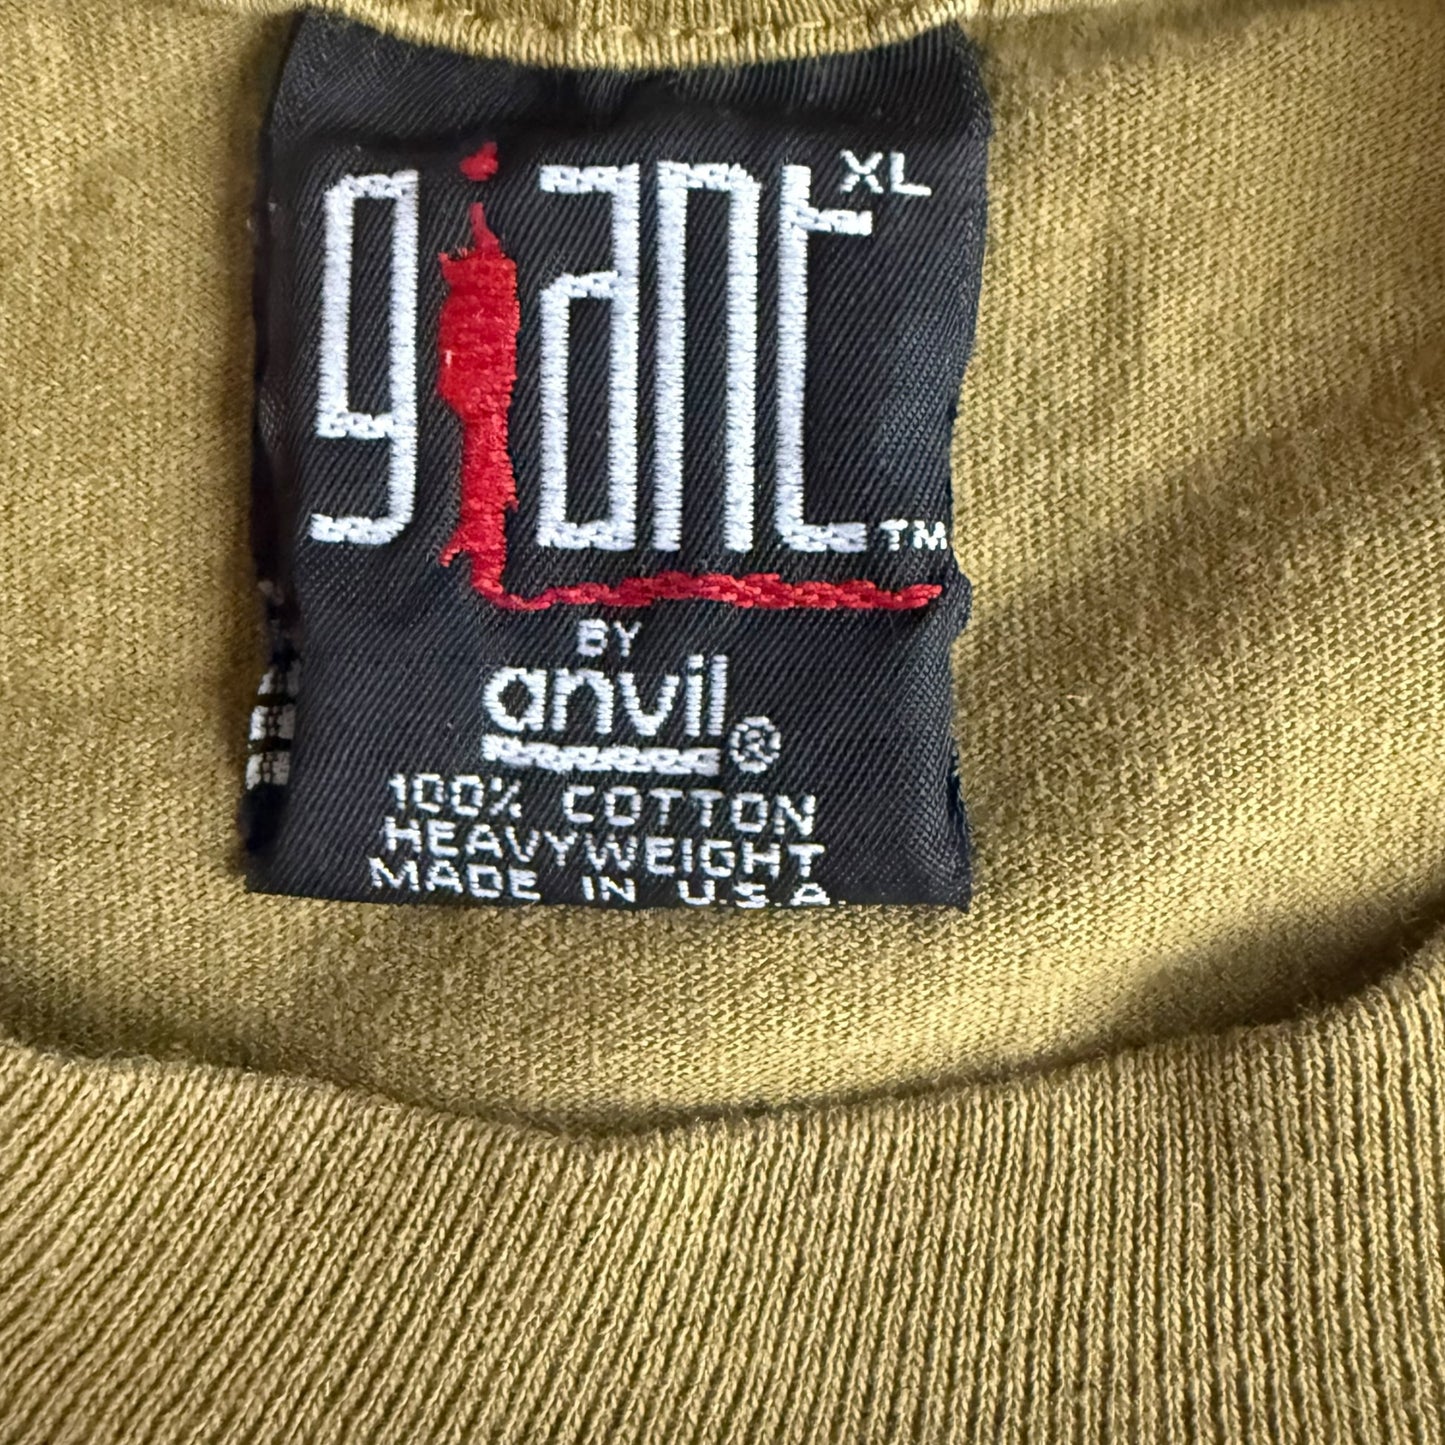 giant XL
TM
BY
anvil®
100% COTTON
HEAVYWEIGHT
MADE IN U.S.A.